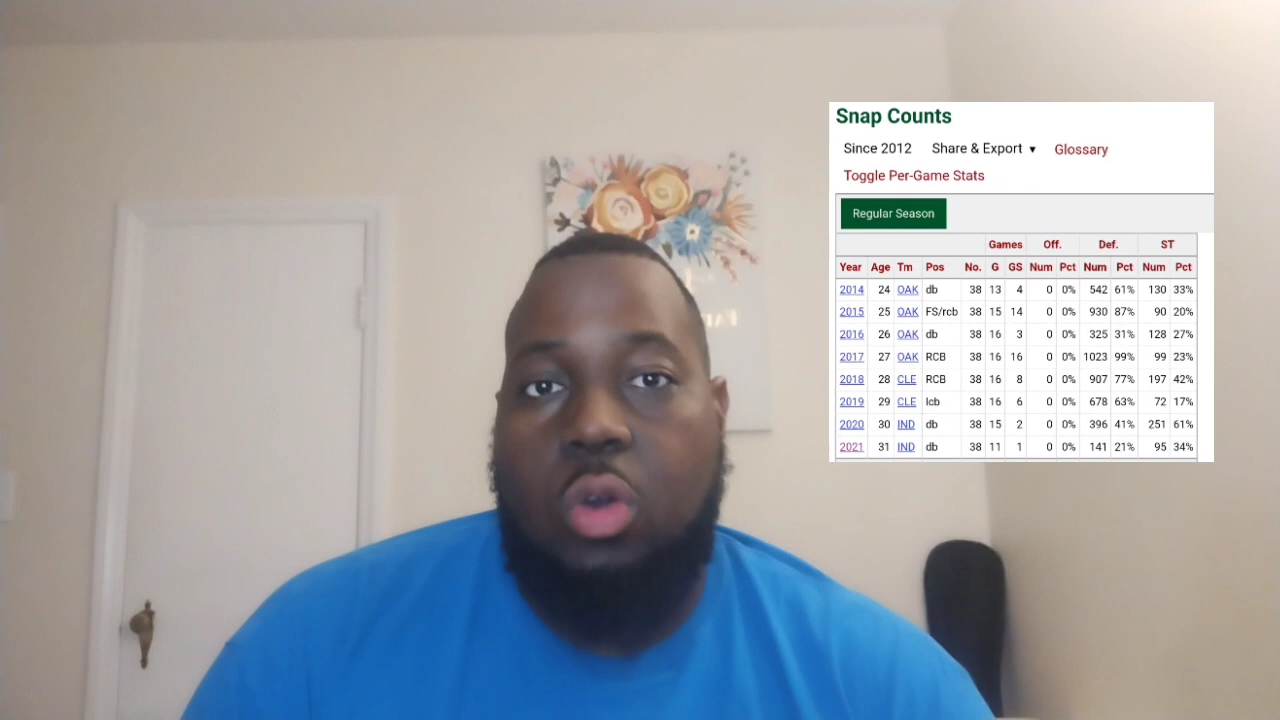 Snap Counts
Since 2012 Share & Export ▼ Glossary
Toggle Per-Game Stats
Regular Season
Games Off. Def. ST
Year Age Tm Pos No. G GS Num Pct Num Pct Num Pct
2014 24 OAK db 38 13 4 0 0% 542 61% 130 33%
2015 25 OAK FS/rcb 38 15 14 0 0% 930 87% 90 20%
2016 26 OAK db 38 16 3 0 0% 325 31% 128 27%
2017 27 OAK RCB 38 16 16 0 0% 1023 99% 99 23%
2018 28 CLE RCB 38 16 8 0 0% 907 77% 197 42%
2019 29 CLE lcb 38 16 6 0 0% 678 63% 72 17%
2020 30 IND db 38 15 2 0 0% 396 41% 251 61%
2021 31 IND db 38 11 1 0 0% 141 21% 95 34%